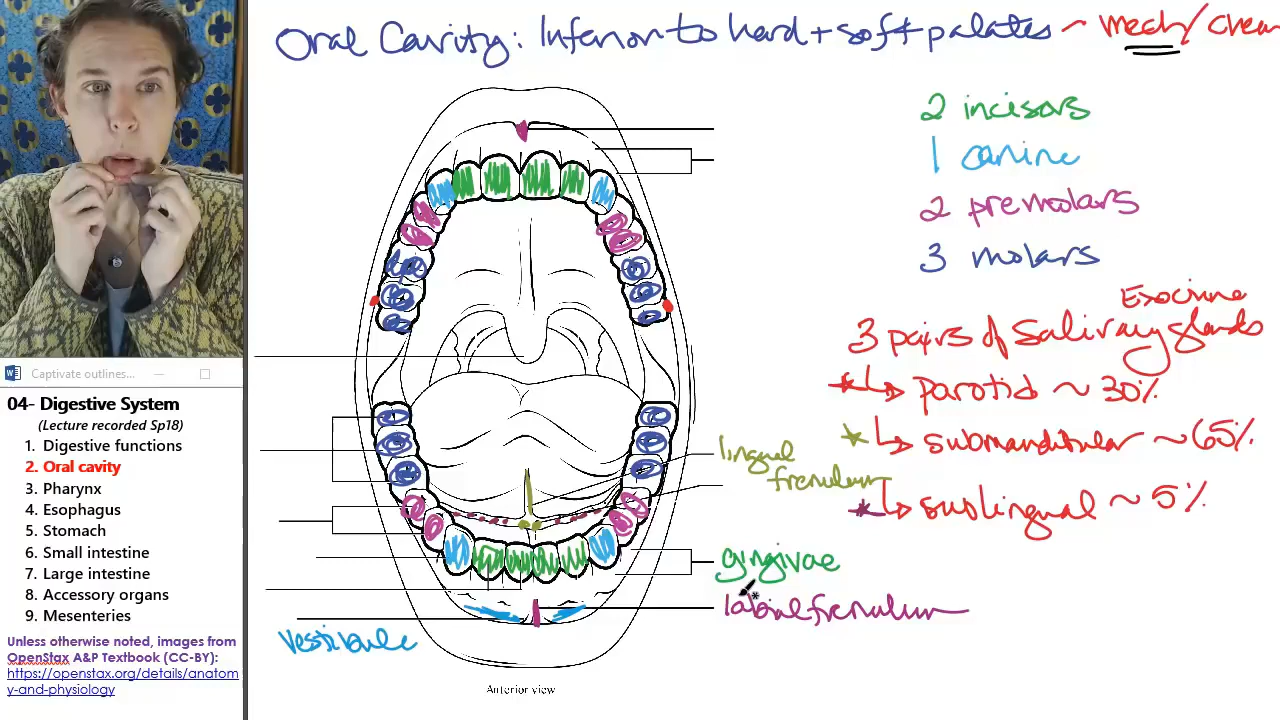 Oral Cavity: Inferior to hard + soft palates ~ mech/chem
2 incisors
1 canine
2 premolars
3 molars
Exocrine
3 pairs of Salivary glands
* ↳ parotid ~ 30%
* ↳ submandibular ~65%
* ↳ sublingual ~ 5%
lingual
frenulum
gingivae
labial frenulum
Vestibule
Anterior view
Captivate outlines...
04- Digestive System
(Lecture recorded Sp18)
1. Digestive functions
2. Oral cavity
3. Pharynx
4. Esophagus
5. Stomach
6. Small intestine
7. Large intestine
8. Accessory organs
9. Mesenteries
Unless otherwise noted, images from
OpenStax A&P Textbook (CC-BY):
https://openstax.org/details/anatom
y-and-physiology